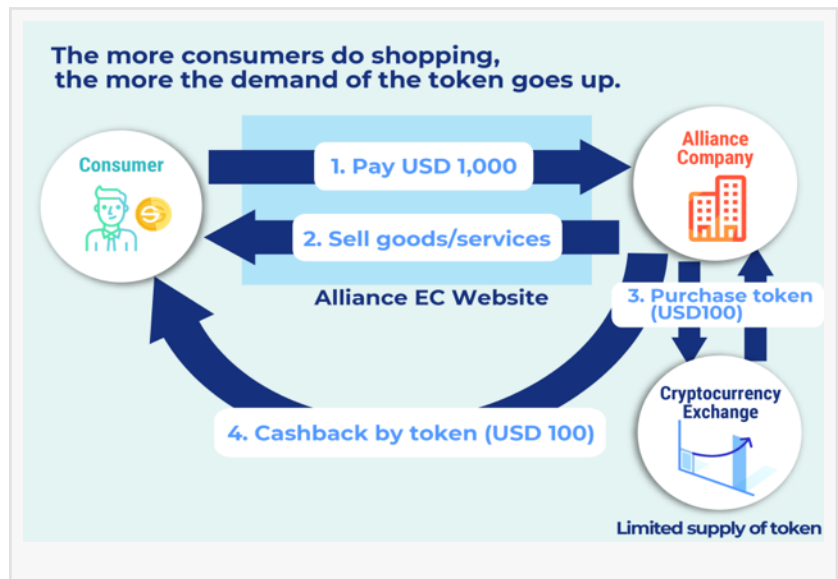 The more consumers do shopping,
the more the demand of the token goes up.
Consumer
1. Pay USD 1,000
Alliance
Company
2. Sell goods/services
Alliance EC Website
3. Purchase token
(USD100)
Cryptocurrency
Exchange
4. Cashback by token (USD 100)
Limited supply of token